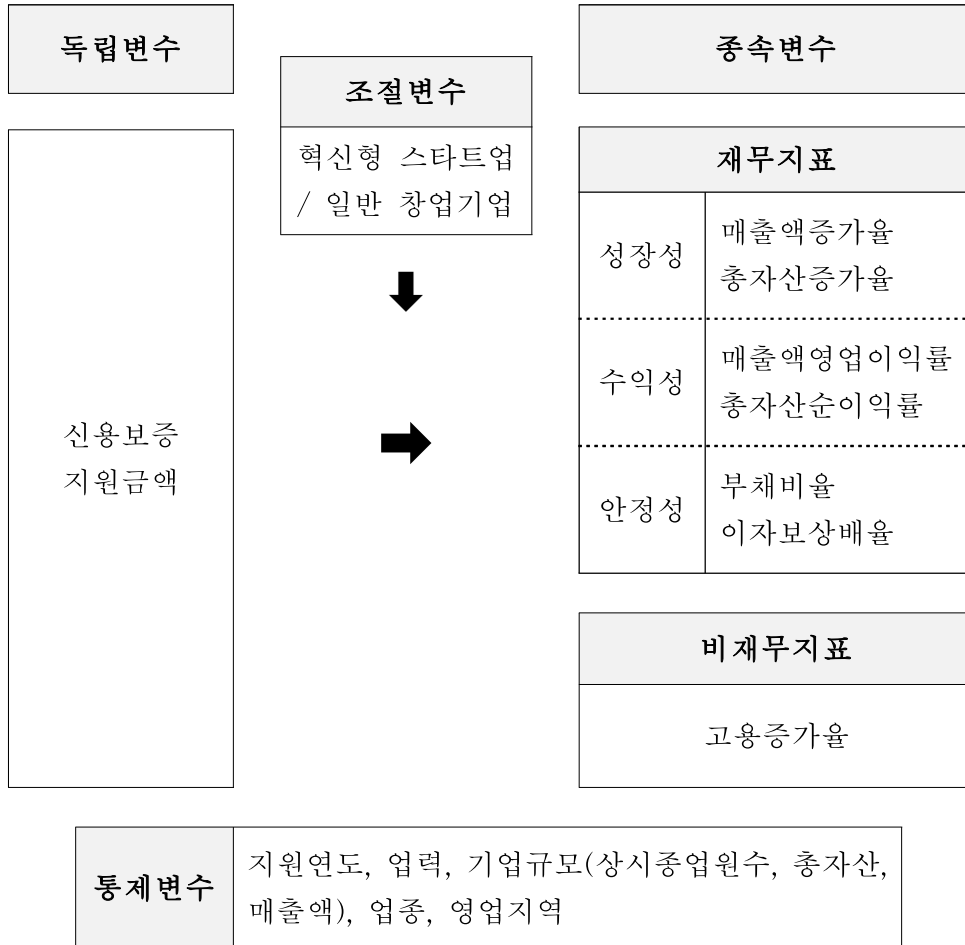 독립변수
신용보증
지원금액
조절변수
혁신형 스타트업
/ 일반 창업기업
종속변수
재무지표
성장성
매출액증가율
총자산증가율
수익성
매출액영업이익률
총자산순이익률
안정성
부채비율
이자보상배율
비재무지표
고용증가율
통제변수
지원연도, 업력, 기업규모(상시종업원수, 총자산,
매출액), 업종, 영업지역